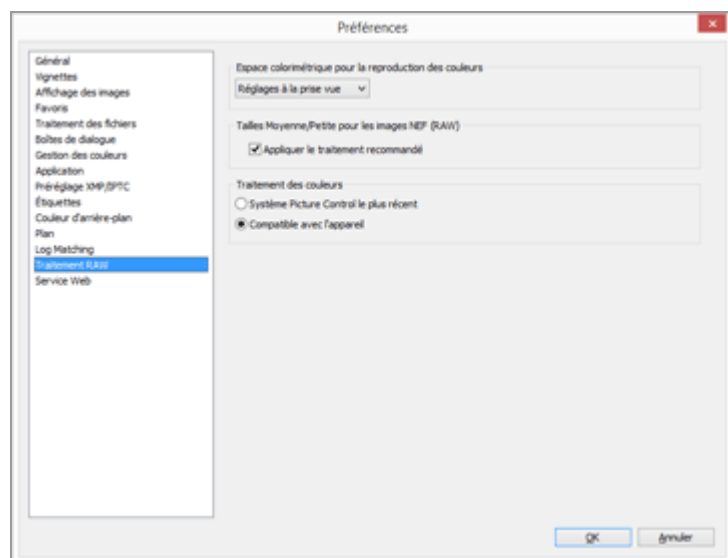 Préférences
Général
Vignettes
Affichage des images
Favoris
Traitement des fichiers
Boîtes de dialogue
Gestion des couleurs
Application
Préréglage XMP/IPTC
Étiquettes
Couleur d'arrière-plan
Plan
Log Matching
Traitement RAW
Service Web
Espace colorimétrique pour la reproduction des couleurs
Réglages à la prise vue
Tailles Moyenne/Petite pour les images NEF (RAW)
Appliquer le traitement recommandé
Traitement des couleurs
Système Picture Control le plus récent
Compatible avec l'appareil
OK
Annuler